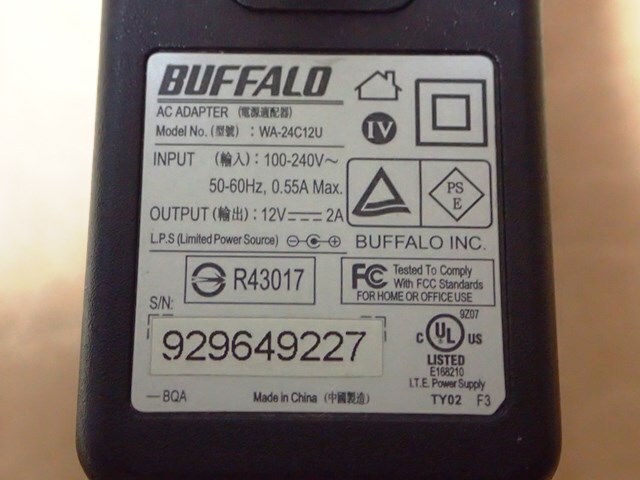 BUFFALO
AC ADAPTER (電源適配器)
Model No. (型號) : WA-24C12U
IV
INPUT (輸入) : 100-240V~
50-60Hz, 0.55A Max.
OUTPUT (輸出) : 12V 2A
PS
E
L.P.S (Limited Power Source)
BUFFALO INC.
R43017
FC Tested To Comply
With FCC Standards
FOR HOME OR OFFICE USE
S/N:
929649227
9Z07
c UL US
LISTED
E168210
I.T.E. Power Supply
—BQA Made in China (中國製造) TY02 F3